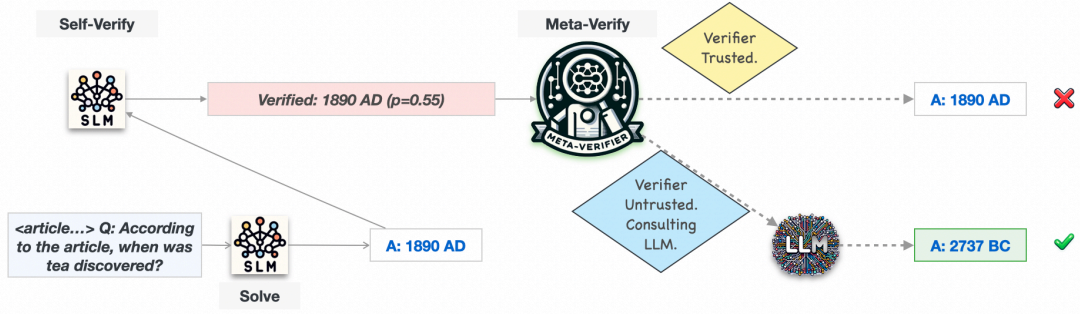 Self-Verify
Meta-Verify
Verifier
Trusted.
SLM
Verified: 1890 AD (p=0.55)
META-VERIFIER
A: 1890 AD
Verifier
Untrusted.
Consulting
LLM.
<article...> Q: According
to the article, when was
tea discovered?
SLM
A: 1890 AD
LLM
A: 2737 BC
Solve